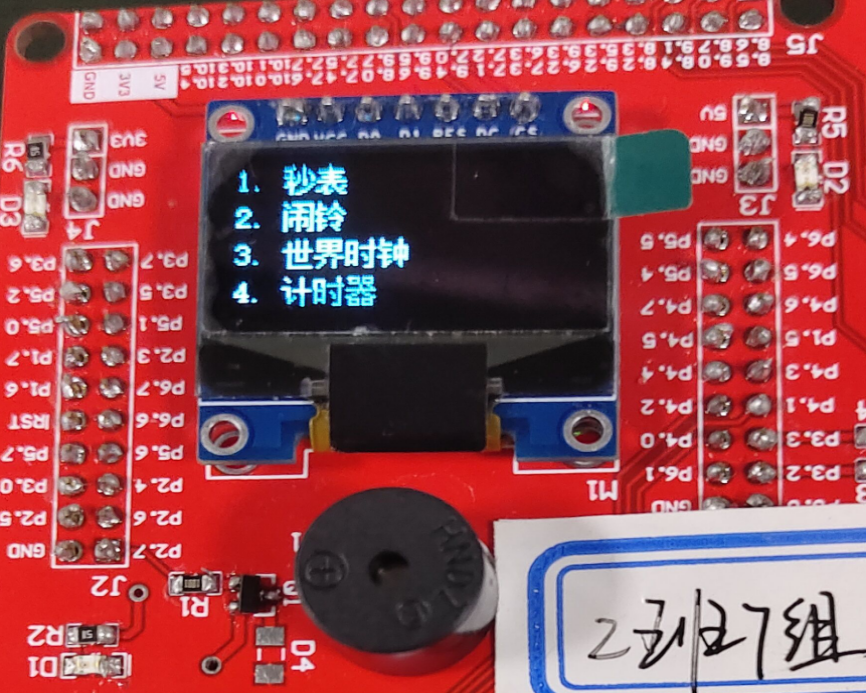 J5
GND 3V3 5V
GND VCC D0 D1 RES DC CS
1. 秒表
2. 闹铃
3. 世界时钟
4. 计时器
R6
D3
3V3
GND
GND
J4
5V
GND
GND
J3
R5
D2
P3.6 P3.7
P5.2 P3.5
P5.0 P5.1
P1.7 P2.3
P1.6 P6.7
RST P6.6
P5.7 P5.6
P3.0 P2.4
P2.5 P2.6
GND P2.7
J2
P5.5 P6.4
P5.4 P6.5
P4.7 P4.6
P4.5 P1.5
P4.4 P4.3
P4.2 P4.1
P4.0 P3.3
P6.1 P3.2
GND
M1
R1
R2
D1
D4
2班7组